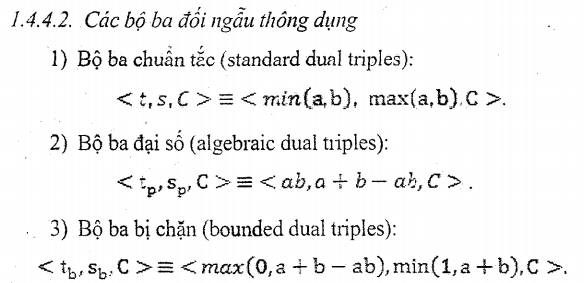 1.4.4.2. Các bộ ba đối ngẫu thông dụng
1) Bộ ba chuẩn tắc (standard dual triples):
< t, s, C > ≡ < min(a,b), max(a,b), C >.
2) Bộ ba đại số (algebraic dual triples):
< tₚ, sₚ, C > ≡ < ab, a + b − ab, C > .
3) Bộ ba bị chặn (bounded dual triples):
< t_b, s_b, C > ≡ < max(0, a + b − ab), min(1, a + b), C >.